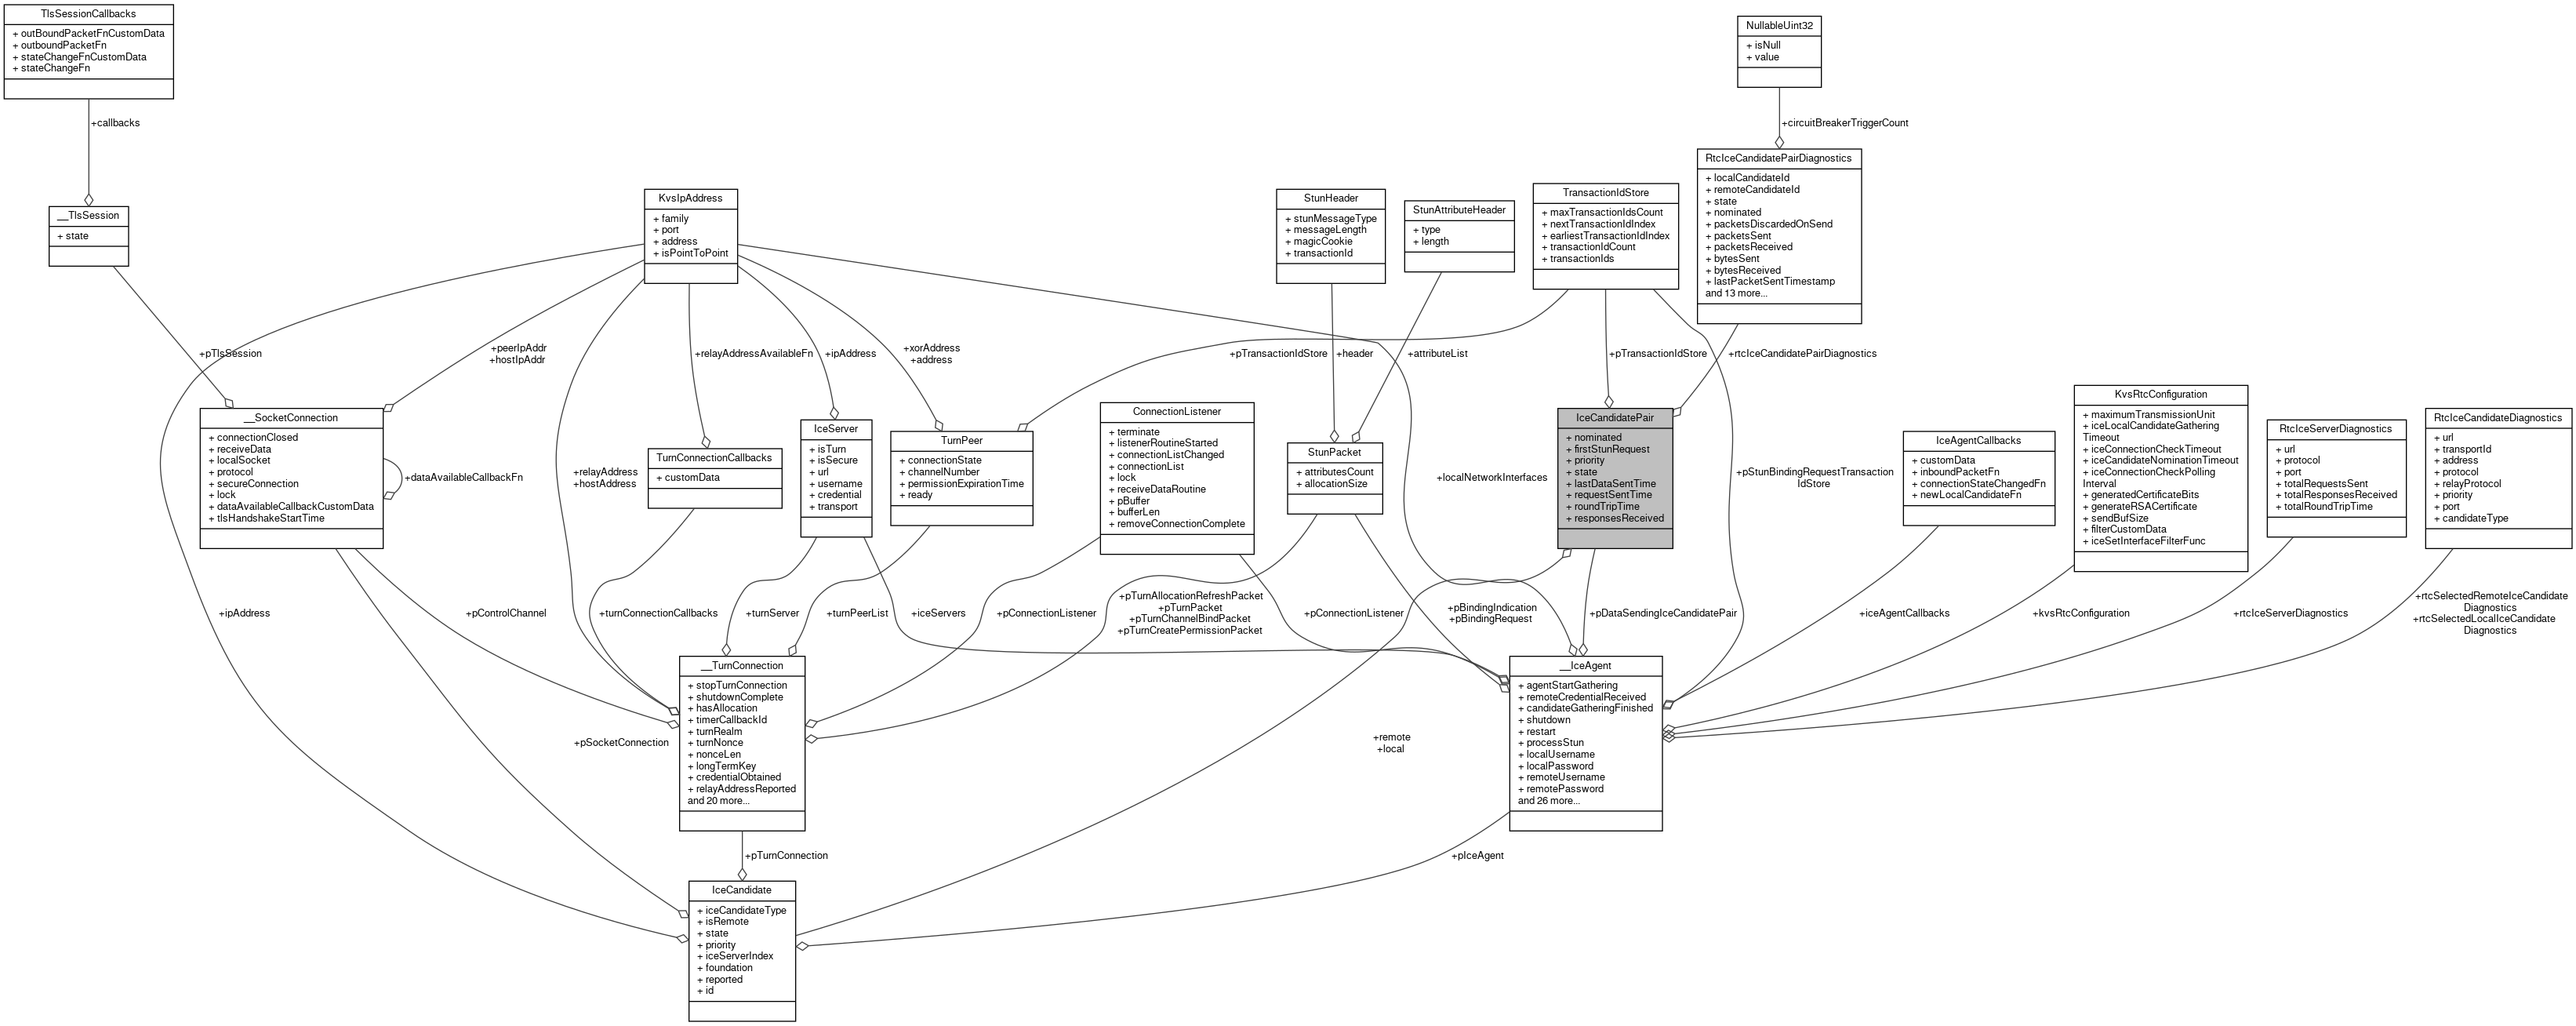 TlsSessionCallbacks
+ outBoundPacketFnCustomData
+ outboundPacketFn
+ stateChangeFnCustomData
+ stateChangeFn
NullableUint32
+ isNull
+ value
+callbacks
+circuitBreakerTriggerCount
__TlsSession
+ state
KvsIpAddress
+ family
+ port
+ address
+ isPointToPoint
StunHeader
+ stunMessageType
+ messageLength
+ magicCookie
+ transactionId
StunAttributeHeader
+ type
+ length
TransactionIdStore
+ maxTransactionIdsCount
+ nextTransactionIdIndex
+ earliestTransactionIdIndex
+ transactionIdCount
+ transactionIds
RtcIceCandidatePairDiagnostics
+ localCandidateId
+ remoteCandidateId
+ state
+ nominated
+ packetsDiscardedOnSend
+ packetsSent
+ packetsReceived
+ bytesSent
+ bytesReceived
+ lastPacketSentTimestamp
and 13 more...
+pTlsSession
+peerIpAddr
+hostIpAddr
+relayAddressAvailableFn
+ipAddress
+xorAddress
+address
+pTransactionIdStore
+header
+attributeList
+pTransactionIdStore
+rtcIceCandidatePairDiagnostics
__SocketConnection
+ connectionClosed
+ receiveData
+ localSocket
+ protocol
+ secureConnection
+ lock
+ dataAvailableCallbackCustomData
+ tlsHandshakeStartTime
+dataAvailableCallbackFn
+relayAddress
+hostAddress
TurnConnectionCallbacks
+ customData
IceServer
+ isTurn
+ isSecure
+ url
+ username
+ credential
+ transport
TurnPeer
+ connectionState
+ channelNumber
+ permissionExpirationTime
+ ready
ConnectionListener
+ terminate
+ listenerRoutineStarted
+ connectionListChanged
+ connectionList
+ lock
+ receiveDataRoutine
+ pBuffer
+ bufferLen
+ removeConnectionComplete
StunPacket
+ attributesCount
+ allocationSize
+localNetworkInterfaces
IceCandidatePair
+ nominated
+ firstStunRequest
+ priority
+ state
+ lastDataSentTime
+ requestSentTime
+ roundTripTime
+ responsesReceived
+pStunBindingRequestTransaction
IdStore
IceAgentCallbacks
+ customData
+ inboundPacketFn
+ connectionStateChangedFn
+ newLocalCandidateFn
KvsRtcConfiguration
+ maximumTransmissionUnit
+ iceLocalCandidateGathering
Timeout
+ iceConnectionCheckTimeout
+ iceCandidateNominationTimeout
+ iceConnectionCheckPolling
Interval
+ generatedCertificateBits
+ generateRSACertificate
+ sendBufSize
+ filterCustomData
+ iceSetInterfaceFilterFunc
RtcIceServerDiagnostics
+ url
+ protocol
+ port
+ totalRequestsSent
+ totalResponsesReceived
+ totalRoundTripTime
RtcIceCandidateDiagnostics
+ url
+ transportId
+ address
+ protocol
+ relayProtocol
+ priority
+ port
+ candidateType
+ipAddress
+pControlChannel
+turnConnectionCallbacks
+turnServer
+turnPeerList
+iceServers
+pConnectionListener
+pTurnAllocationRefreshPacket
+pTurnPacket
+pTurnChannelBindPacket
+pTurnCreatePermissionPacket
+pConnectionListener
+pBindingIndication
+pBindingRequest
+pDataSendingIceCandidatePair
+iceAgentCallbacks
+kvsRtcConfiguration
+rtcIceServerDiagnostics
+rtcSelectedRemoteIceCandidate
Diagnostics
+rtcSelectedLocalIceCandidate
Diagnostics
+pSocketConnection
__TurnConnection
+ stopTurnConnection
+ shutdownComplete
+ hasAllocation
+ timerCallbackId
+ turnRealm
+ turnNonce
+ nonceLen
+ longTermKey
+ credentialObtained
+ relayAddressReported
and 20 more...
+remote
+local
__IceAgent
+ agentStartGathering
+ remoteCredentialReceived
+ candidateGatheringFinished
+ shutdown
+ restart
+ processStun
+ localUsername
+ localPassword
+ remoteUsername
+ remotePassword
and 26 more...
+pTurnConnection
+pIceAgent
IceCandidate
+ iceCandidateType
+ isRemote
+ state
+ priority
+ iceServerIndex
+ foundation
+ reported
+ id